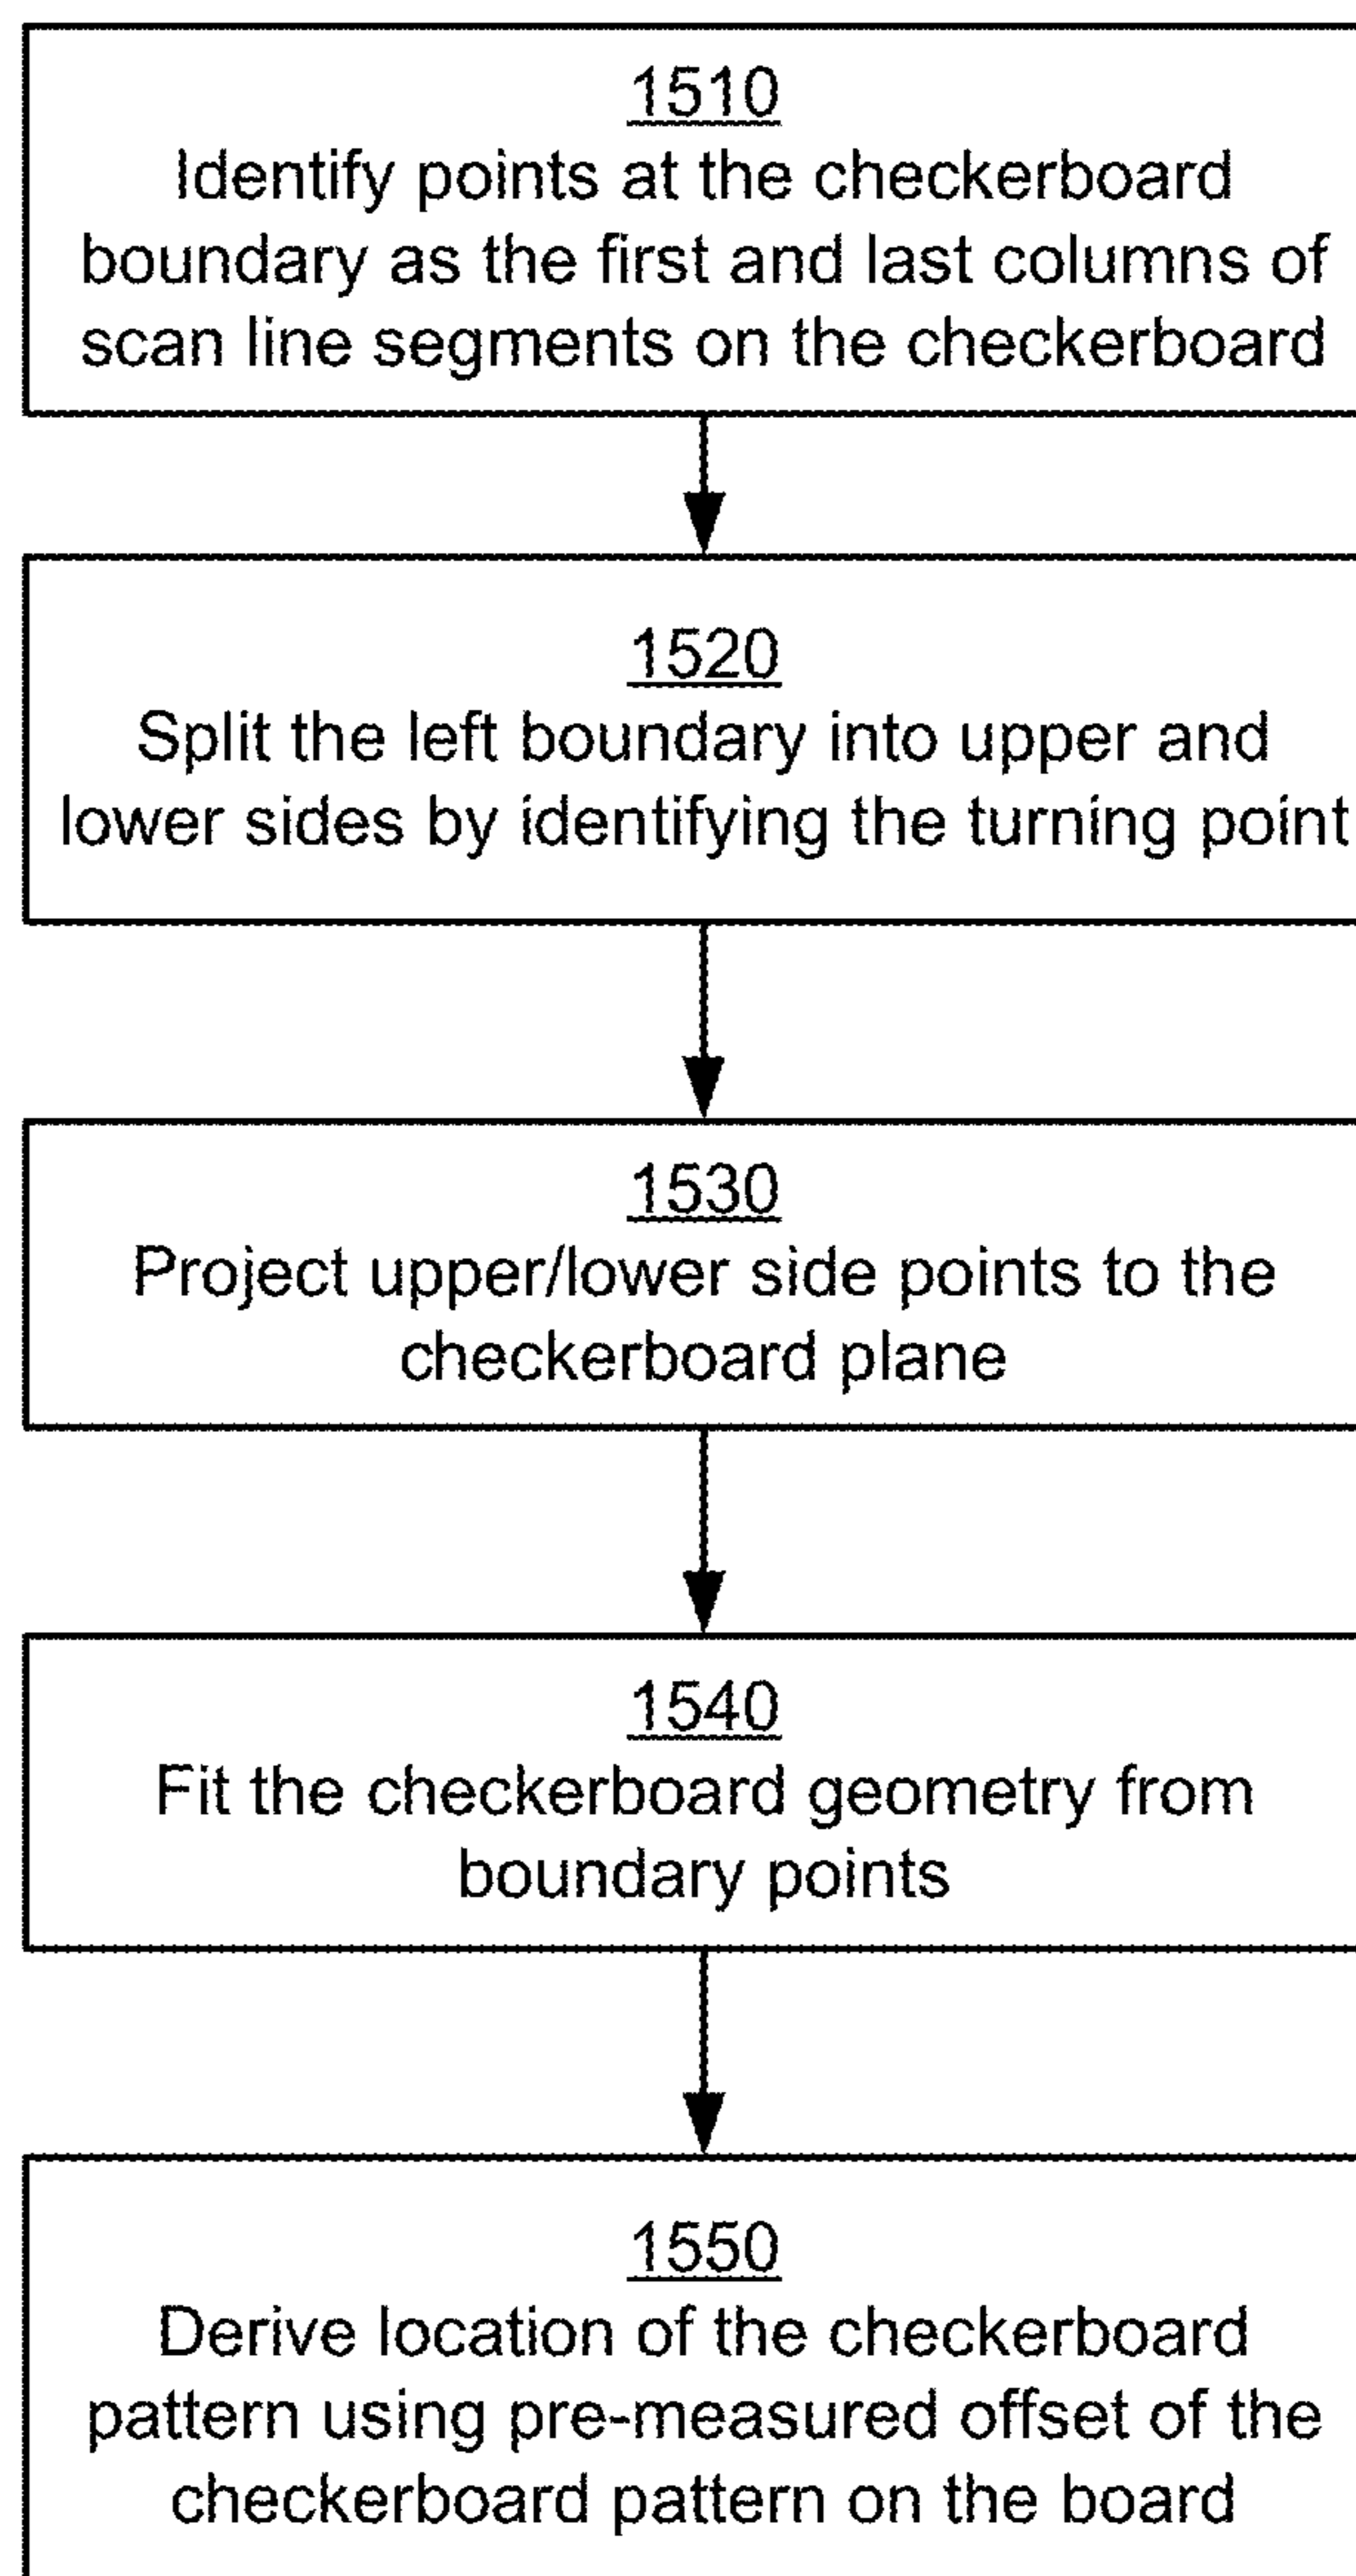 1510
Identify points at the checkerboard
boundary as the first and last columns of
scan line segments on the checkerboard
1520
Split the left boundary into upper and
lower sides by identifying the turning point
1530
Project upper/lower side points to the
checkerboard plane
1540
Fit the checkerboard geometry from
boundary points
1550
Derive location of the checkerboard
pattern using pre-measured offset of the
checkerboard pattern on the board